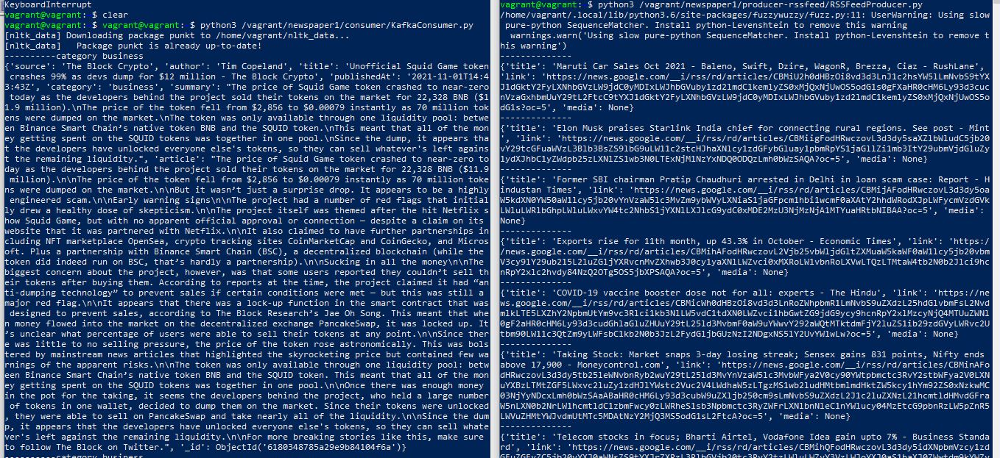 KeyboardInterrupt
vagrant@vagrant:~$ clear
vagrant@vagrant:~$ vagrant@vagrant:~$ python3 /vagrant/newspaper1/consumer/KafkaConsumer.py
[nltk_data] Downloading package punkt to /home/vagrant/nltk_data...
[nltk_data]   Package punkt is already up-to-date!
----------category business
{'source': 'The Block Crypto', 'author': 'Tim Copeland', 'title': 'Unofficial Squid Game token
 crashes 99% as devs dump for $12 million - The Block Crypto', 'publishedAt': '2021-11-01T14:4
3:43Z', 'category': 'business', 'summary': "The price of Squid Game token crashed to near-zero
 today as the developers behind the project sold their tokens on the market for 22,328 BNB ($1
1.9 million).\nThe price of the token fell from $2,856 to $0.00079 instantly as 70 million tok
ens were dumped on the market.\nThe token was only available through one liquidity pool: betwe
en Binance Smart Chain’s native token BNB and the SQUID token.\nThis meant that all of the mon
ey getting spent on the SQUID tokens was together in one pool.\nSince the dump, it appears tha
t the developers have unlocked everyone else's tokens, so they can sell whatever's left agains
t the remaining liquidity.", 'article': "The price of Squid Game token crashed to near-zero to
day as the developers behind the project sold their tokens on the market for 22,328 BNB ($11.9
 million).\n\nThe price of the token fell from $2,856 to $0.00079 instantly as 70 million toke
ns were dumped on the market.\n\nBut it wasn’t just a surprise drop. It appears to be a highly
 engineered scam.\n\nEarly warning signs\n\nThe project had a number of red flags that initial
ly drew a healthy dose of skepticism.\n\nThe project itself was themed after the hit Netflix s
how Squid Game, but with no apparent official approval or connection — despite a claim on its 
website that it was partnered with Netflix.\n\nIt also claimed to have further partnerships in
cluding NFT marketplace OpenSea, crypto tracking sites CoinMarketCap and CoinGecko, and Micros
oft. Plus a partnership with Binance Smart Chain (BSC), a decentralized blockchain (while the 
token did indeed run on BSC, that’s hardly a partnership).\n\nSucking in all the money\n\nThe 
biggest concern about the project, however, was that some users reported they couldn’t sell th
eir tokens after buying them. According to reports at the time, the project claimed it had “an
ti-dumping technology” to prevent sales if certain conditions were met — but this was still a 
major red flag.\n\nIt appears that there was a lock-up function in the smart contract that was
 designed to prevent sales, according to The Block Research’s Jae Oh Song. This meant that whe
n money flowed into the market on the decentralized exchange PancakeSwap, it was locked up. It
’s unclear what percentage of users were able to sell their tokens at any point.\n\nSince ther
e was little to no selling pressure, the price of the token rose astronomically. This was bols
tered by mainstream news articles that highlighted the skyrocketing price but contained few wa
rnings of the apparent risks.\n\nThe token was only available through one liquidity pool: betw
een Binance Smart Chain’s native token BNB and the SQUID token. This meant that all of the mon
ey getting spent on the SQUID tokens was together in one pool.\n\nOnce there was enough money 
in the pot for the taking, it seems the developers behind the project, who held a large number
 of tokens in one wallet, decided to dump them on the market. Since their tokens were unlocked
, they were able to sell on PancakeSwap and take nearly all of the liquidity.\n\nSince the dum
p, it appears that the developers have unlocked everyone else's tokens, so they can sell whate
ver's left against the remaining liquidity.\n\nFor more breaking stories like this, make sure 
to follow The Block on Twitter.", '_id': ObjectId('6180348785a29e9b84104f6a')}
----------category business
vagrant@vagrant:~$ python3 /vagrant/newspaper1/producer-rssfeed/RSSFeedProducer.py
/home/vagrant/.local/lib/python3.6/site-packages/fuzzywuzzy/fuzz.py:11: UserWarning: Using slow
 pure-python SequenceMatcher. Install python-Levenshtein to remove this warning
  warnings.warn('Using slow pure-python SequenceMatcher. Install python-Levenshtein to remove t
his warning')
--------------
{'title': 'Maruti Car Sales Oct 2021 - Baleno, Swift, Dzire, WagonR, Brezza, Ciaz - RushLane',
'link': 'https://news.google.com/__i/rss/rd/articles/
oc=5', 'media': None}
--------------
{'title': 'Elon Musk praises Starlink India chief for connecting rural regions. See post - Mint
', 'link': 'https://news.google.com/__i/rss/rd/articles/
oc=5', 'media': None}
--------------
{'title': 'Former SBI chairman Pratip Chaudhuri arrested in Delhi in loan scam case: Report - H
industan Times', 'link': 'https://news.google.com/__i/rss/rd/articles/
oc=5', 'media':
None}
--------------
{'title': 'Exports rise for 11th month, up 43.3% in October - Economic Times', 'link': 'https:/
/news.google.com/__i/rss/rd/articles/
oc=5', 'media': None}
--------------
{'title': 'COVID-19 vaccine booster dose not for all: experts - The Hindu', 'link': 'https://ne
ws.google.com/__i/rss/rd/articles/
oc=5', 'media': None}
--------------
{'title': 'Taking Stock: Market snaps 3-day losing streak; Sensex gains 831 points, Nifty ends
above 17,900 - Moneycontrol.com', 'link': 'https://news.google.com/__i/rss/rd/articles/
oc=5', 'media': None}
--------------
{'title': 'Telecom stocks in focus; Bharti Airtel, Vodafone Idea gain upto 7% - Business Standa
rd', 'link': 'https://news.google.com/__i/rss/rd/articles/